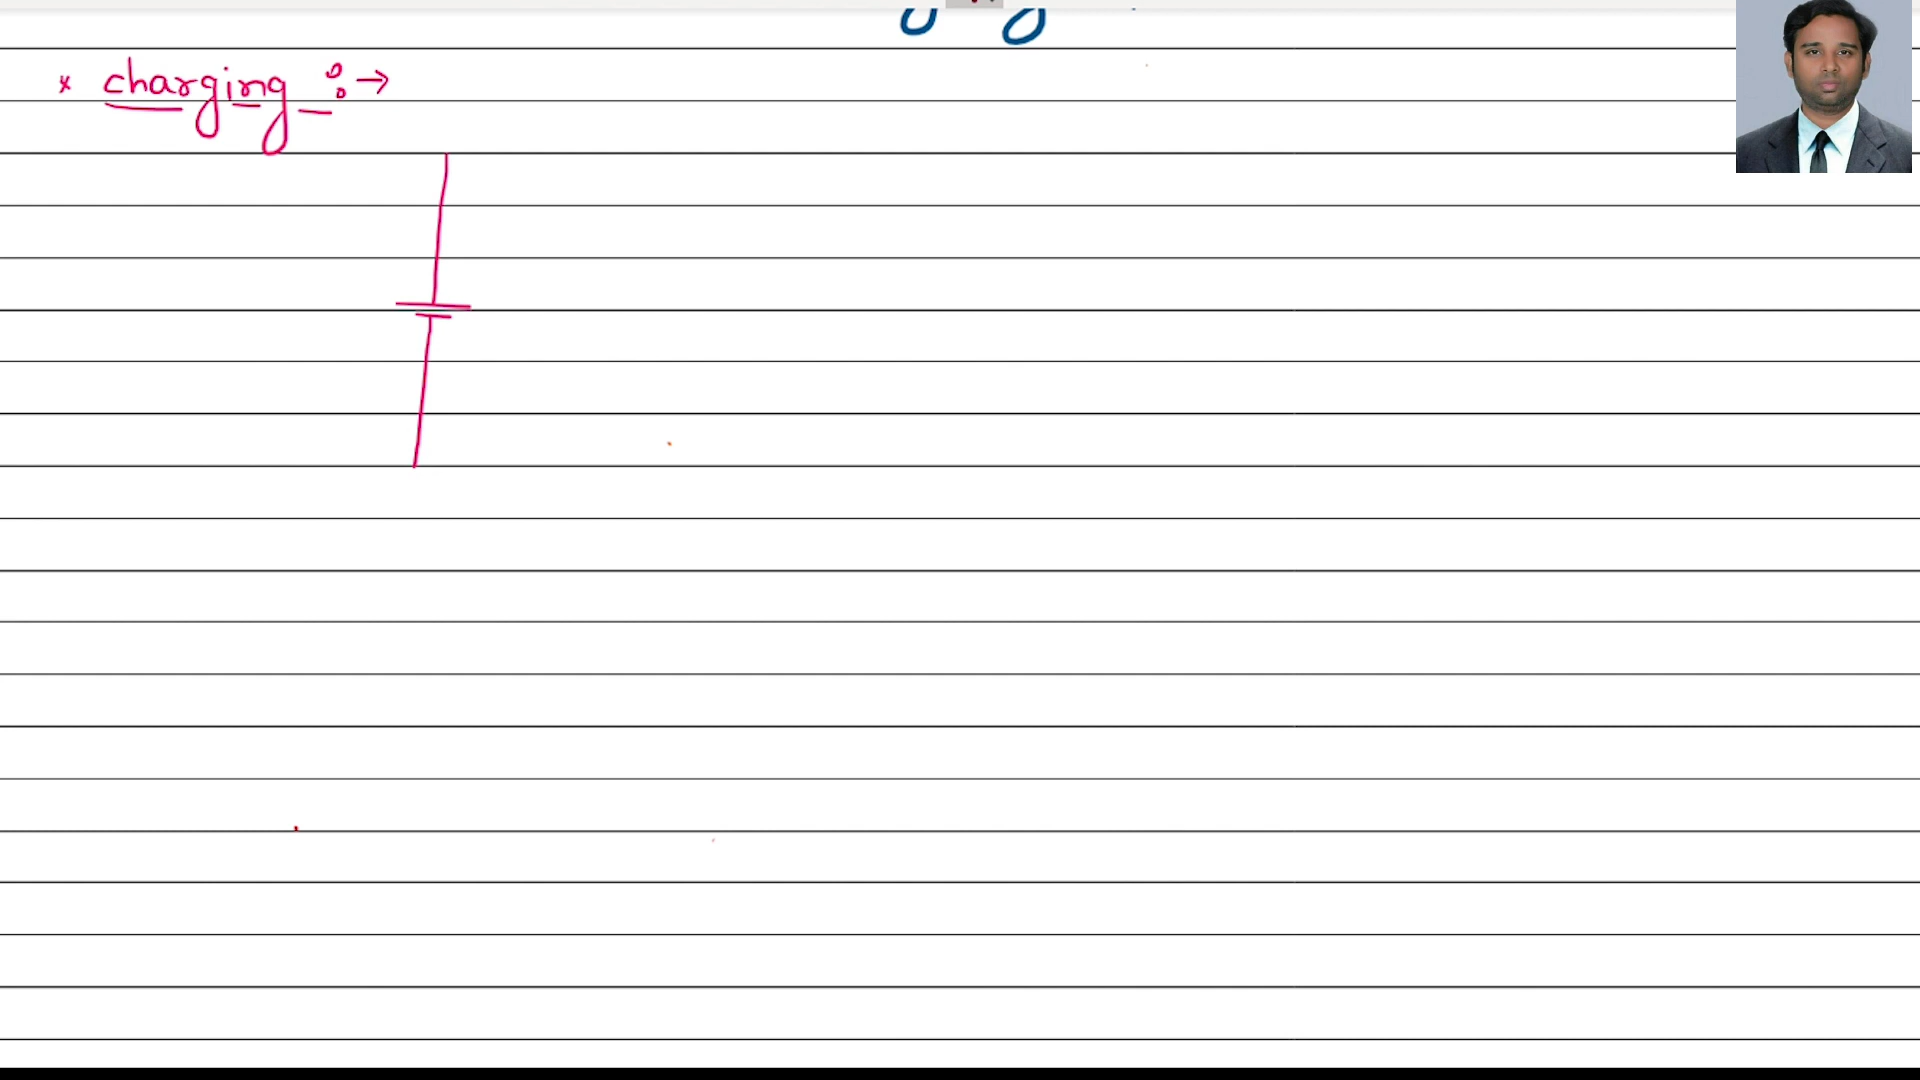 * charging :→